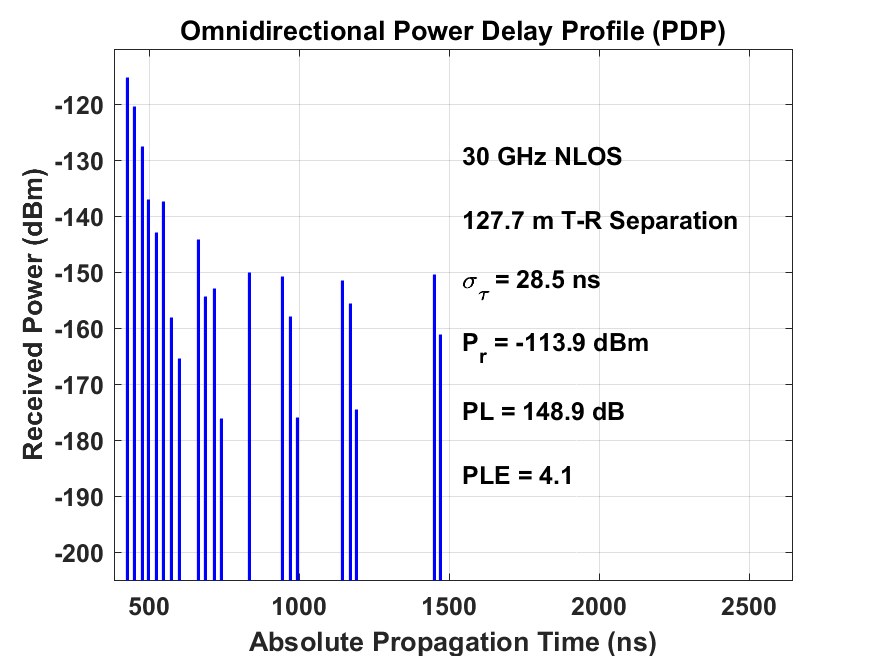 Omnidirectional Power Delay Profile (PDP)
Received Power (dBm)
-120
-130
-140
-150
-160
-170
-180
-190
-200
30 GHz NLOS
127.7 m T-R Separation
σ_τ = 28.5 ns
P_r = -113.9 dBm
PL = 148.9 dB
PLE = 4.1
500 1000 1500 2000 2500
Absolute Propagation Time (ns)